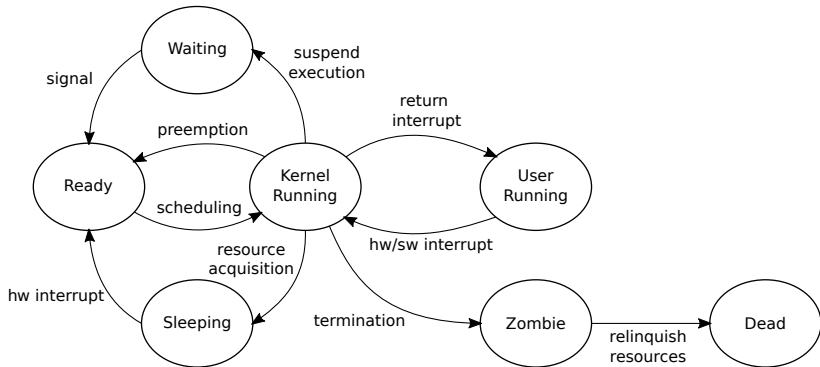 Waiting
suspend
execution
signal
return
interrupt
preemption
Ready
Kernel
Running
User
Running
scheduling
hw/sw interrupt
resource
acquisition
hw interrupt
Sleeping
termination
Zombie
relinquish
resources
Dead